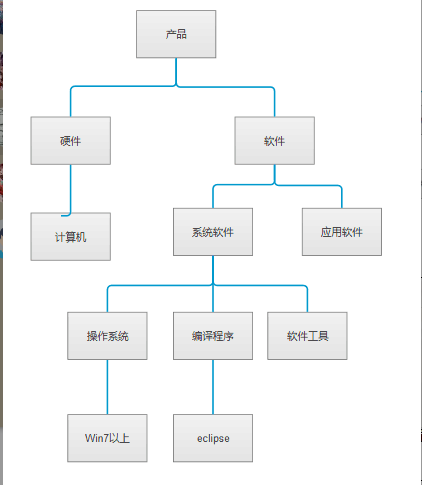 产品
硬件
软件
计算机
系统软件
应用软件
操作系统
编译程序
软件工具
Win7以上
eclipse